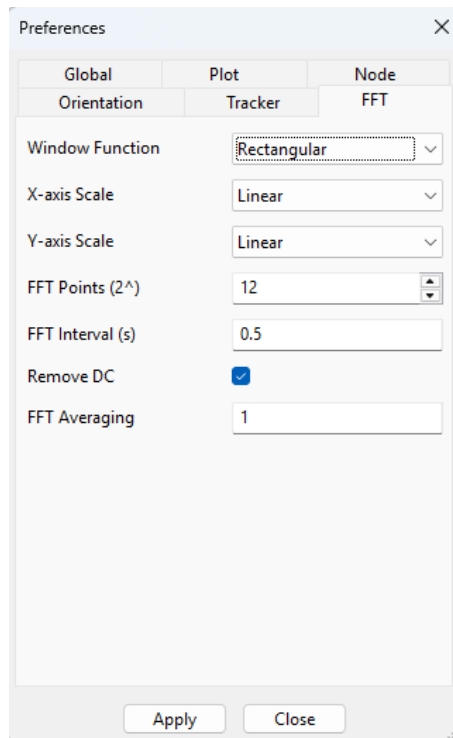 Preferences
Global Plot Node
Orientation Tracker FFT
Window Function Rectangular
X-axis Scale Linear
Y-axis Scale Linear
FFT Points (2^) 12
FFT Interval (s) 0.5
Remove DC
FFT Averaging 1
Apply Close